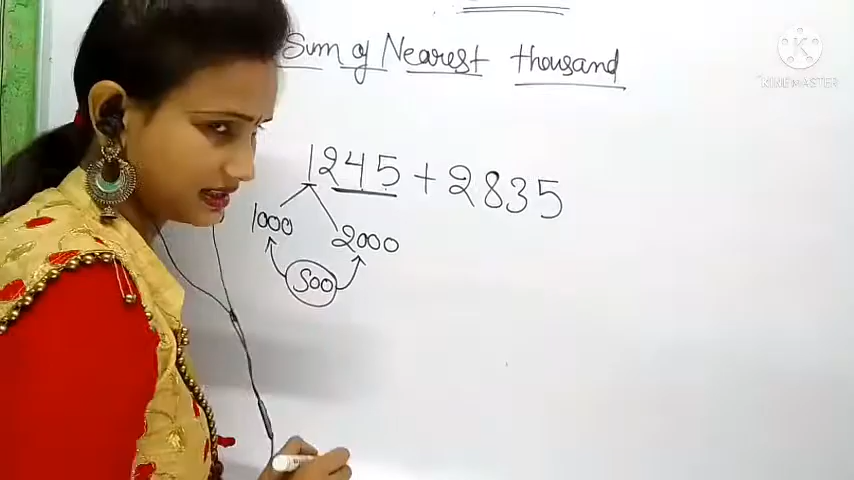 Sum of Nearest thousand
K
KINEMASTER
1245 + 2835
1000
2000
500